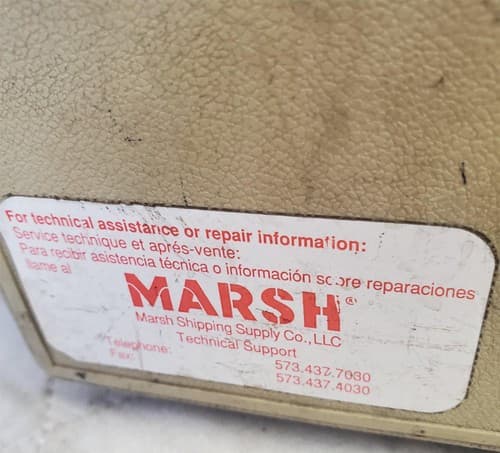 For technical assistance or repair information:
Service technique et aprés-vente:
Para recibir asistencia técnica o información sobre reparaciones
llame al
MARSH®
Marsh Shipping Supply Co., LLC
Technical Support
Telephone: 573.437.7030
Fax: 573.437.4030